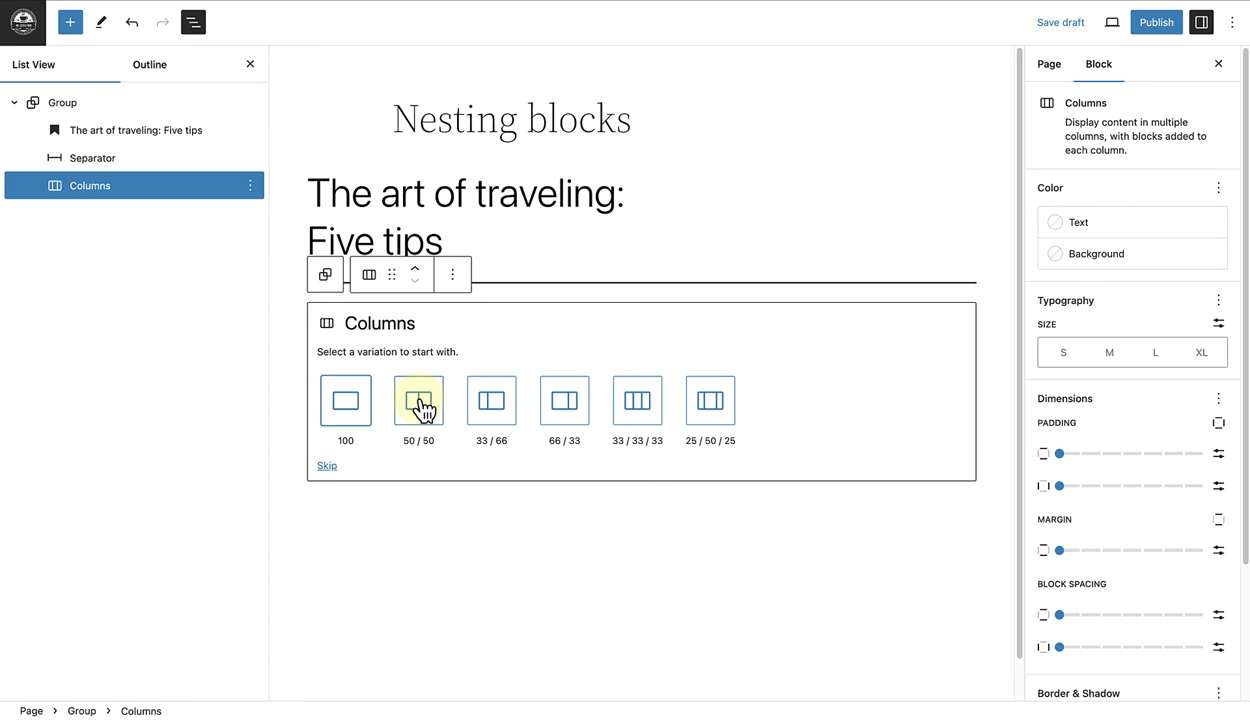 Save draft
Publish
List View
Outline
Group
The art of traveling: Five tips
Separator
Columns
Nesting blocks
The art of traveling:
Five tips
Columns
Select a variation to start with.
100
50 / 50
33 / 66
66 / 33
33 / 33 / 33
25 / 50 / 25
Skip
Page
Block
Columns
Display content in multiple
columns, with blocks added to
each column.
Color
Text
Background
Typography
SIZE
S
M
L
XL
Dimensions
PADDING
MARGIN
BLOCK SPACING
Border & Shadow
Page
Group
Columns